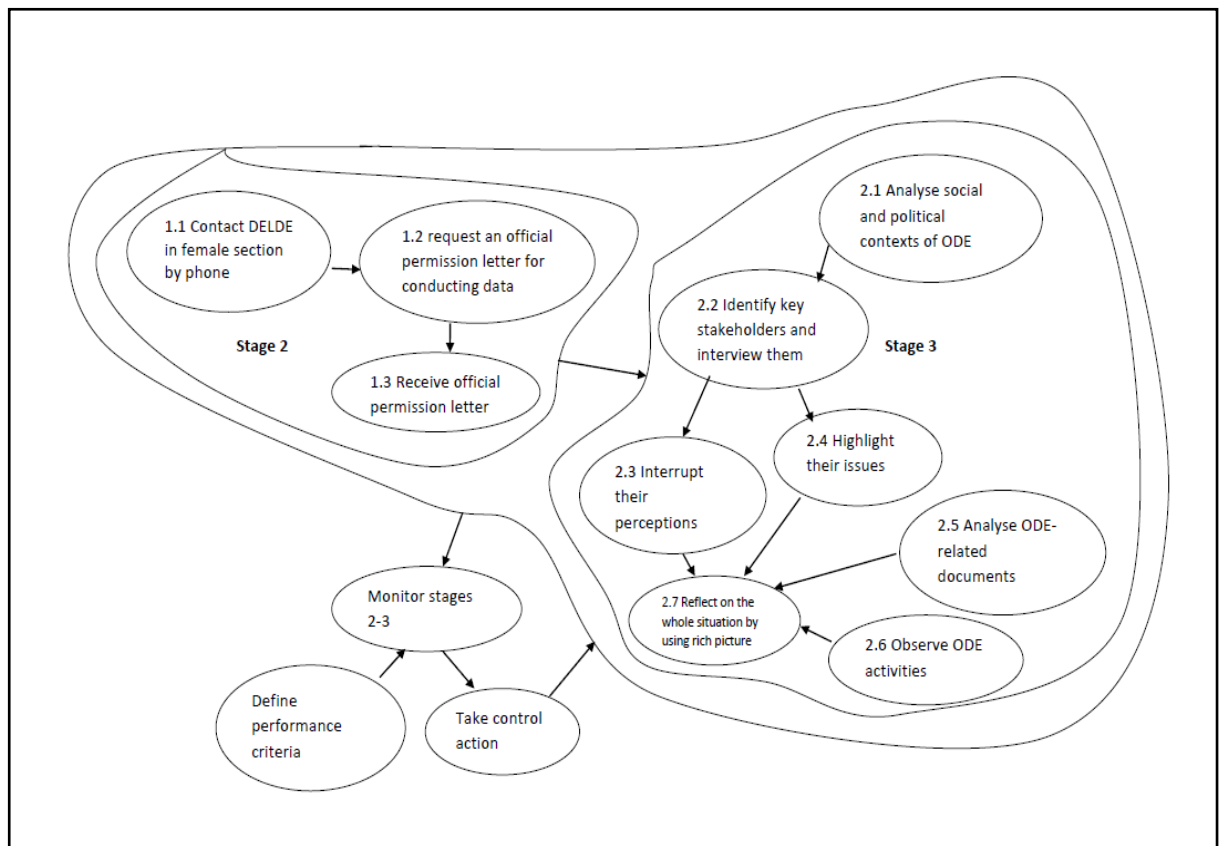 1.1 Contact DELDE
in female section
by phone
1.2 request an official
permission letter for
conducting data
Stage 2
1.3 Receive official
permission letter
2.1 Analyse social
and political
contexts of ODE
2.2 Identify key
stakeholders and
interview them
Stage 3
2.3 Interrupt
their
perceptions
2.4 Highlight
their issues
2.5 Analyse ODE-
related
documents
2.7 Reflect on the
whole situation by
using rich picture
2.6 Observe ODE
activities
Monitor stages
2-3
Define
performance
criteria
Take control
action